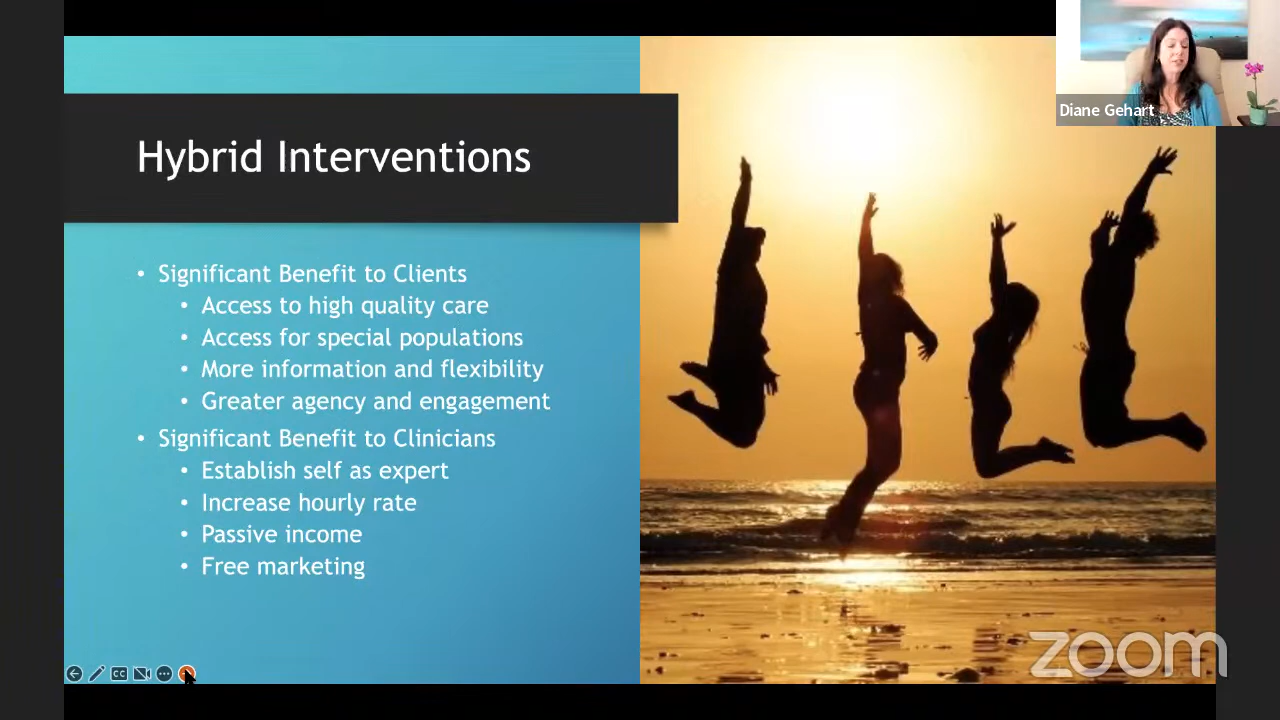 Diane Gehart
Hybrid Interventions
• Significant Benefit to Clients
• Access to high quality care
• Access for special populations
• More information and flexibility
• Greater agency and engagement
• Significant Benefit to Clinicians
• Establish self as expert
• Increase hourly rate
• Passive income
• Free marketing
CC
zoom